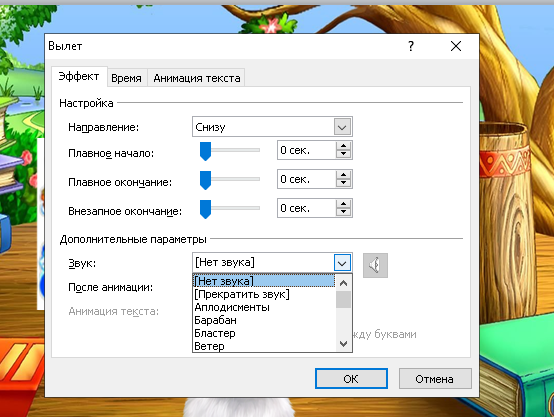 Вылет
?
Эффект Время Анимация текста
Настройка
Направление: Снизу
Плавное начало: 0 сек.
Плавное окончание: 0 сек.
Внезапное окончание: 0 сек.
Дополнительные параметры
Звук: [Нет звука]
[Нет звука]
После анимации: [Прекратить звук]
Аплодисменты
Анимация текста: Барабан
Бластер
жду буквами
Ветер
ОК Отмена